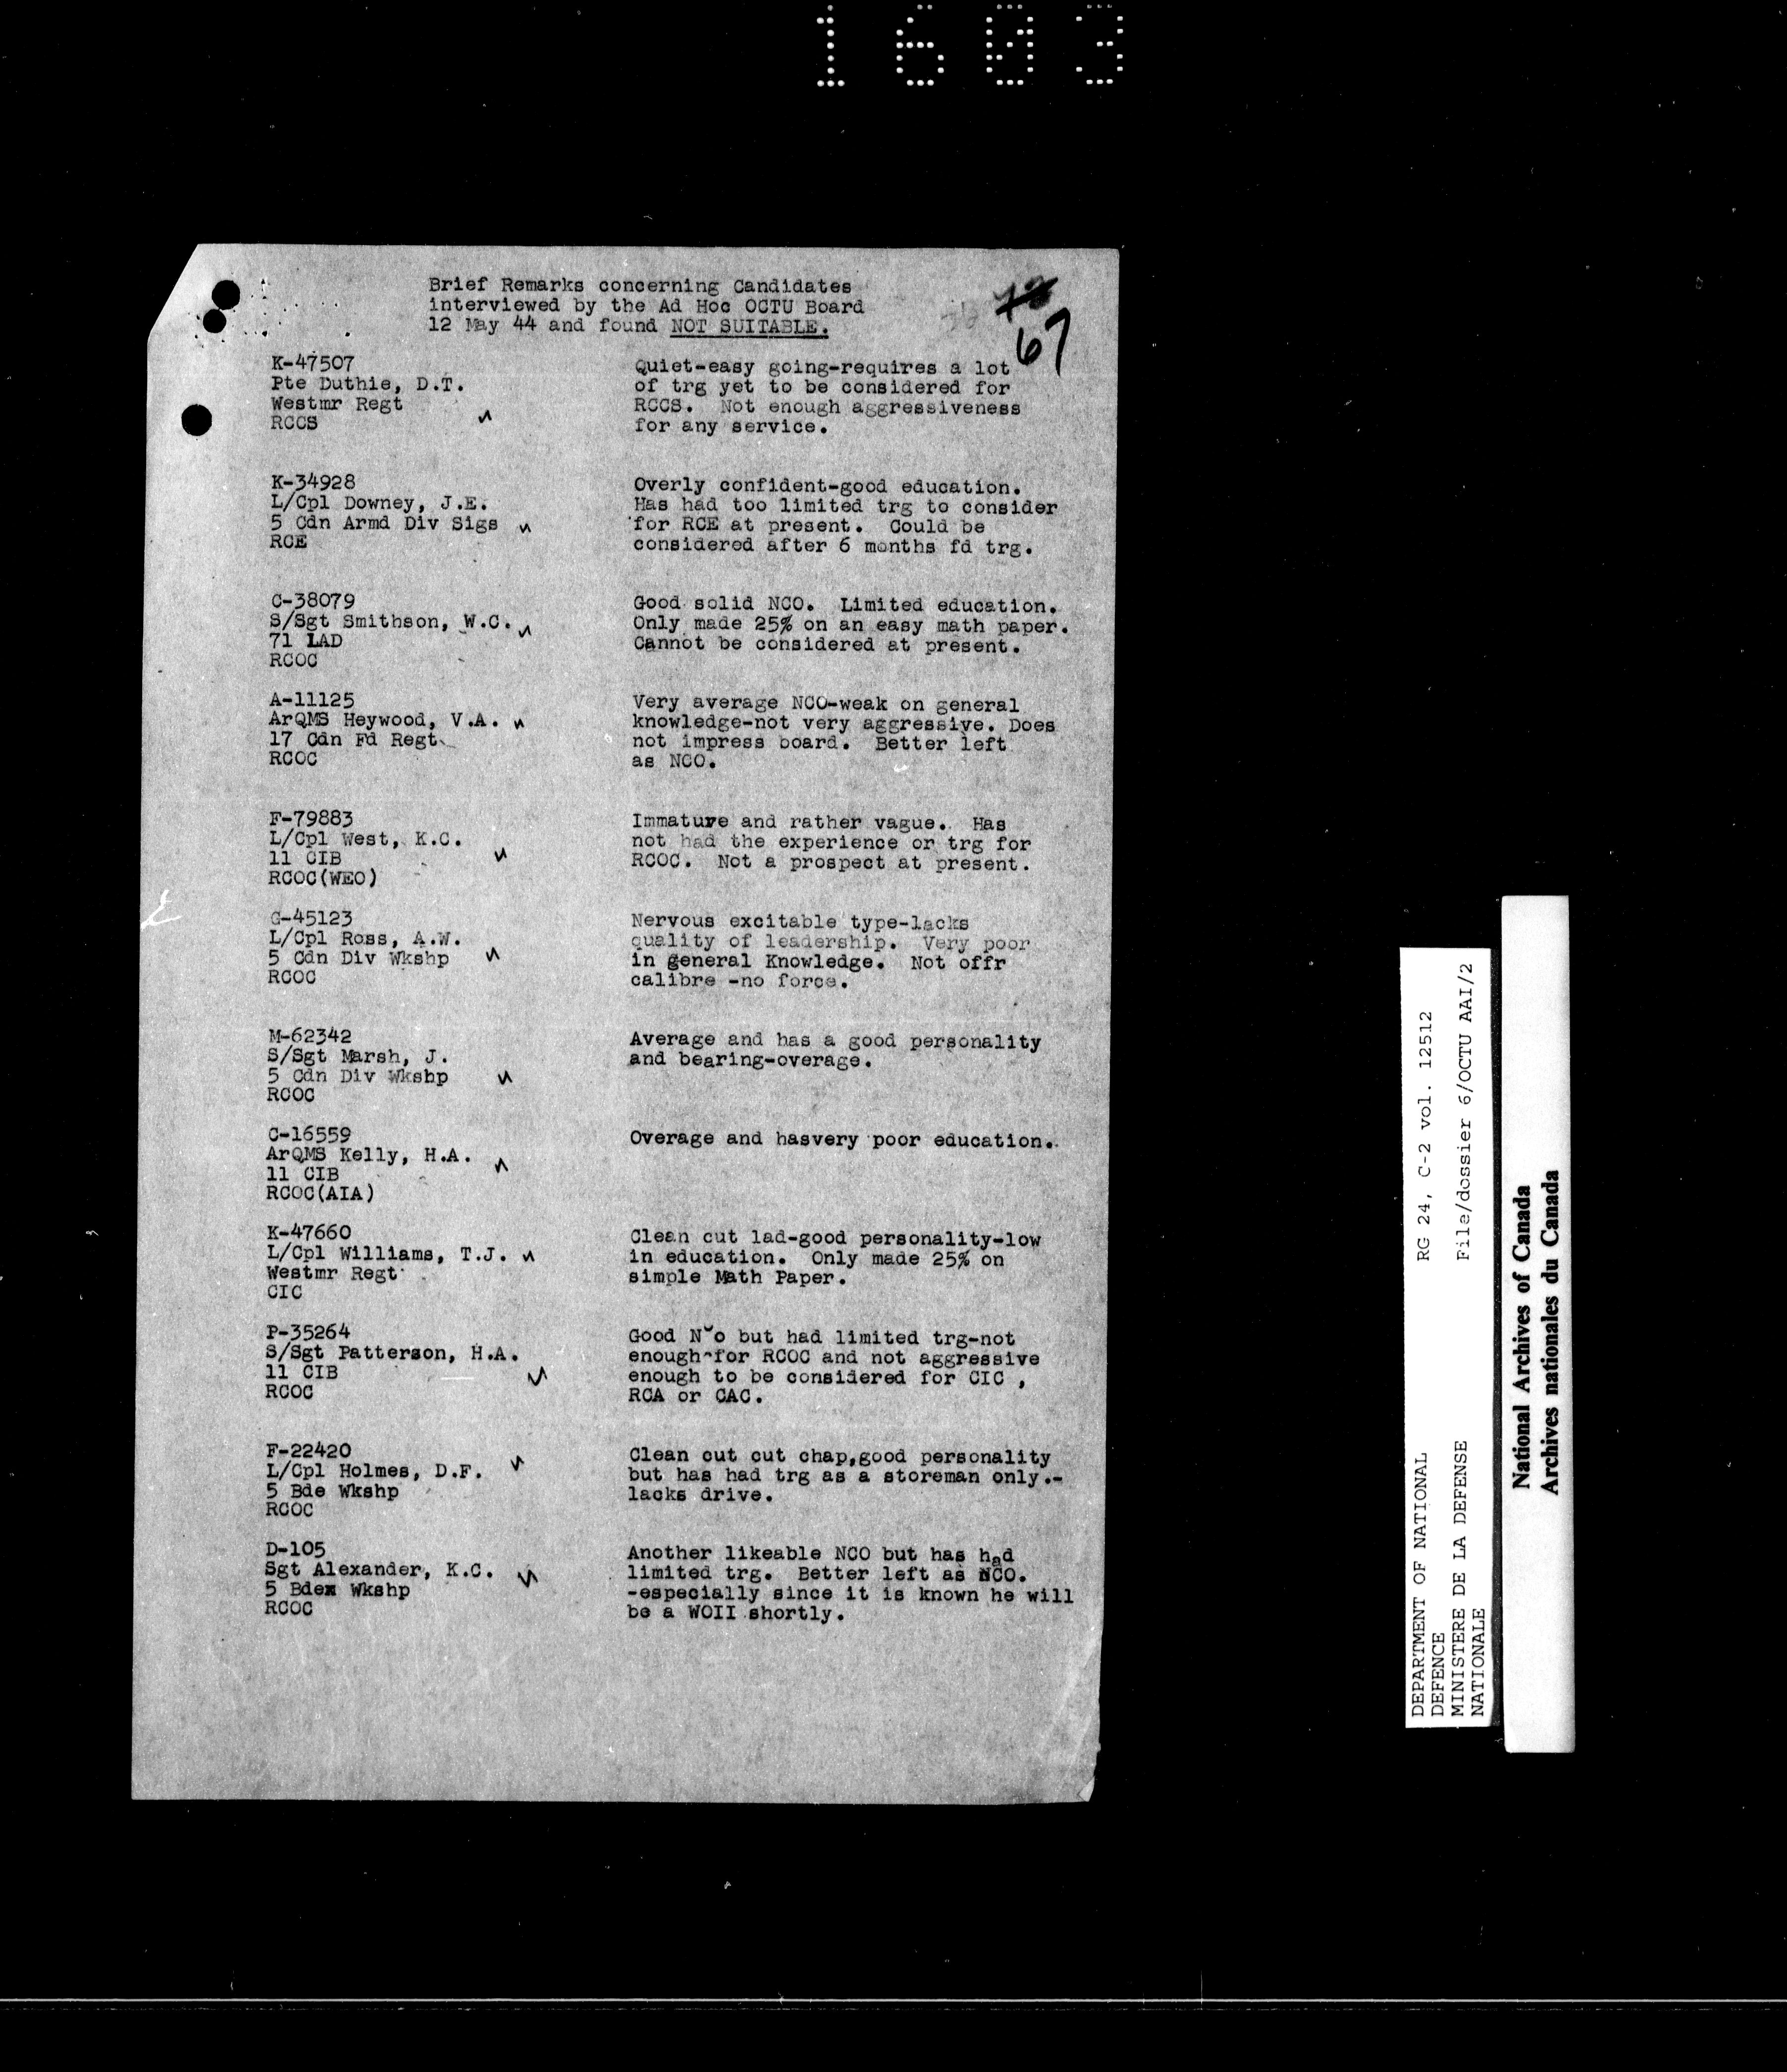 1603
Brief Remarks concerning Candidates
interviewed by the Ad Hoc OCTU Board
12 May 44 and found NOT SUITABLE.
67
K-47507
Pte Duthie, D.T.
Westmr Regt
RCCS
Quiet-easy going-requires a lot
of trg yet to be considered for
RCCS. Not enough aggressiveness
for any service.
K-34928
L/Cpl Downey, J.E.
5 Cdn Armd Div Sigs
RCE
Overly confident-good education.
Has had too limited trg to consider
for RCE at present. Could be
considered after 6 months fd trg.
C-38079
S/Sgt Smithson, W.C.
71 LAD
RCOC
Good solid NCO. Limited education.
Only made 25% on an easy math paper.
Cannot be considered at present.
A-11125
ArQMS Heywood, V.A.
17 Cdn Fd Regt
RCOC
Very average NCO-weak on general
knowledge-not very aggressive. Does
not impress board. Better left
as NCO.
F-79883
L/Cpl West, K.C.
11 CIB
RCOC(WEO)
Immature and rather vague. Has
not had the experience or trg for
RCOC. Not a prospect at present.
G-45123
L/Cpl Ross, A.W.
5 Cdn Div Wkshp
RCOC
Nervous excitable type-lacks
quality of leadership. Very poor
in general Knowledge. Not offr
calibre -no force.
M-62342
S/Sgt Marsh, J.
5 Cdn Div Wkshp
RCOC
Average and has a good personality
and bearing-overage.
C-16559
ArQMS Kelly, H.A.
11 CIB
RCOC(AIA)
Overage and hasvery poor education.
K-47660
L/Cpl Williams, T.J.
Westmr Regt
CIC
Clean cut lad-good personality-low
in education. Only made 25% on
simple Math Paper.
P-35264
S/Sgt Patterson, H.A.
11 CIB
RCOC
Good Nco but had limited trg-not
enough-for RCOC and not aggressive
enough to be considered for CIC ,
RCA or CAC.
F-22420
L/Cpl Holmes, D.F.
5 Bde Wkshp
RCOC
Clean cut cut chap,good personality
but has had trg as a storeman only.-
lacks drive.
D-105
Sgt Alexander, K.C.
5 Bdex Wkshp
RCOC
Another likeable NCO but has had
limited trg. Better left as NCO.
-especially since it is known he will
be a WOII shortly.
DEPARTMENT OF NATIONAL
DEFENCE
MINISTERE DE LA DEFENSE
NATIONALE
RG 24, C-2 vol. 12512
File/dossier 6/OCTU AAI/2
National Archives of Canada
Archives nationales du Canada